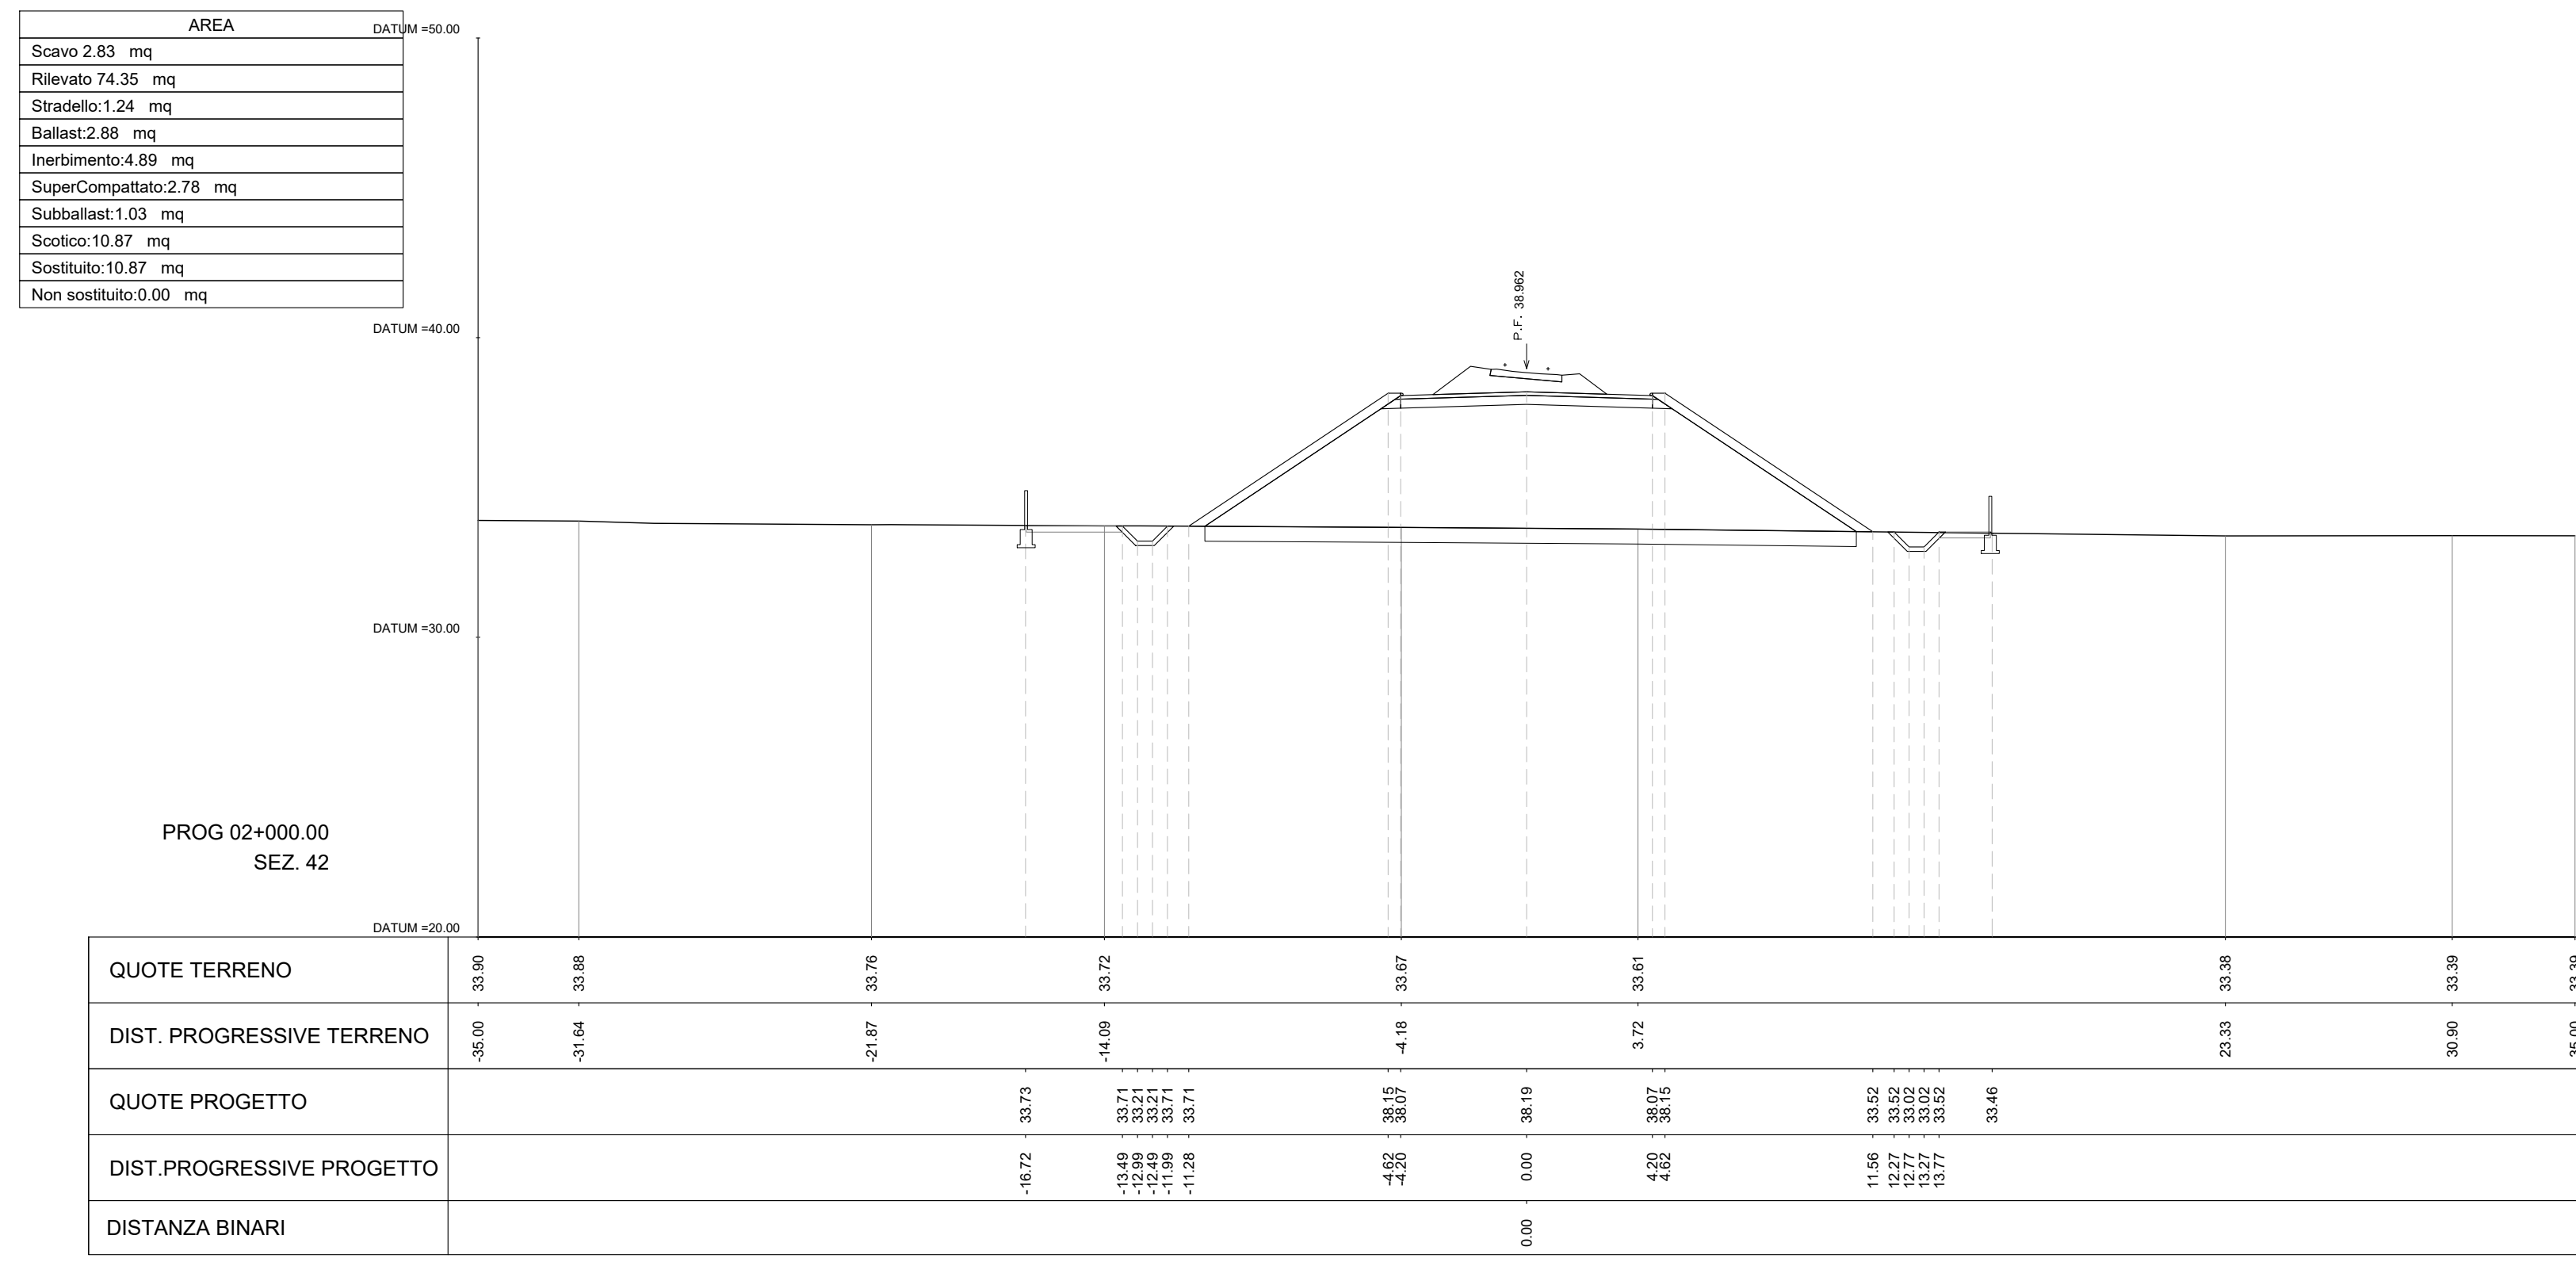 AREA
Scavo 2.83 mq
Rilevato 74.35 mq
Stradello:1.24 mq
Ballast:2.88 mq
Inerbimento:4.89 mq
SuperCompattato:2.78 mq
Subballast:1.03 mq
Scotico:10.87 mq
Sostituito:10.87 mq
Non sostituito:0.00 mq
DATUM =50.00
DATUM =40.00
DATUM =30.00
DATUM =20.00
P.F. 38.962
PROG 02+000.00
SEZ. 42
QUOTE TERRENO 33.90 33.88 33.76 33.72 33.67 33.61 33.38 33.39 33.39
DIST. PROGRESSIVE TERRENO -35.00 -31.64 -21.87 -14.09 -4.18 3.72 23.33 30.90 35.00
QUOTE PROGETTO 33.73 33.71 33.21 33.21 33.71 33.71 38.15 38.07 38.19 38.07 38.15 33.52 33.52 33.02 33.02 33.52 33.46
DIST.PROGRESSIVE PROGETTO -16.72 -13.49 -12.99 -12.49 -11.99 -11.28 -4.62 -4.20 0.00 4.20 4.62 11.56 12.27 12.77 13.27 13.77
DISTANZA BINARI 0.00